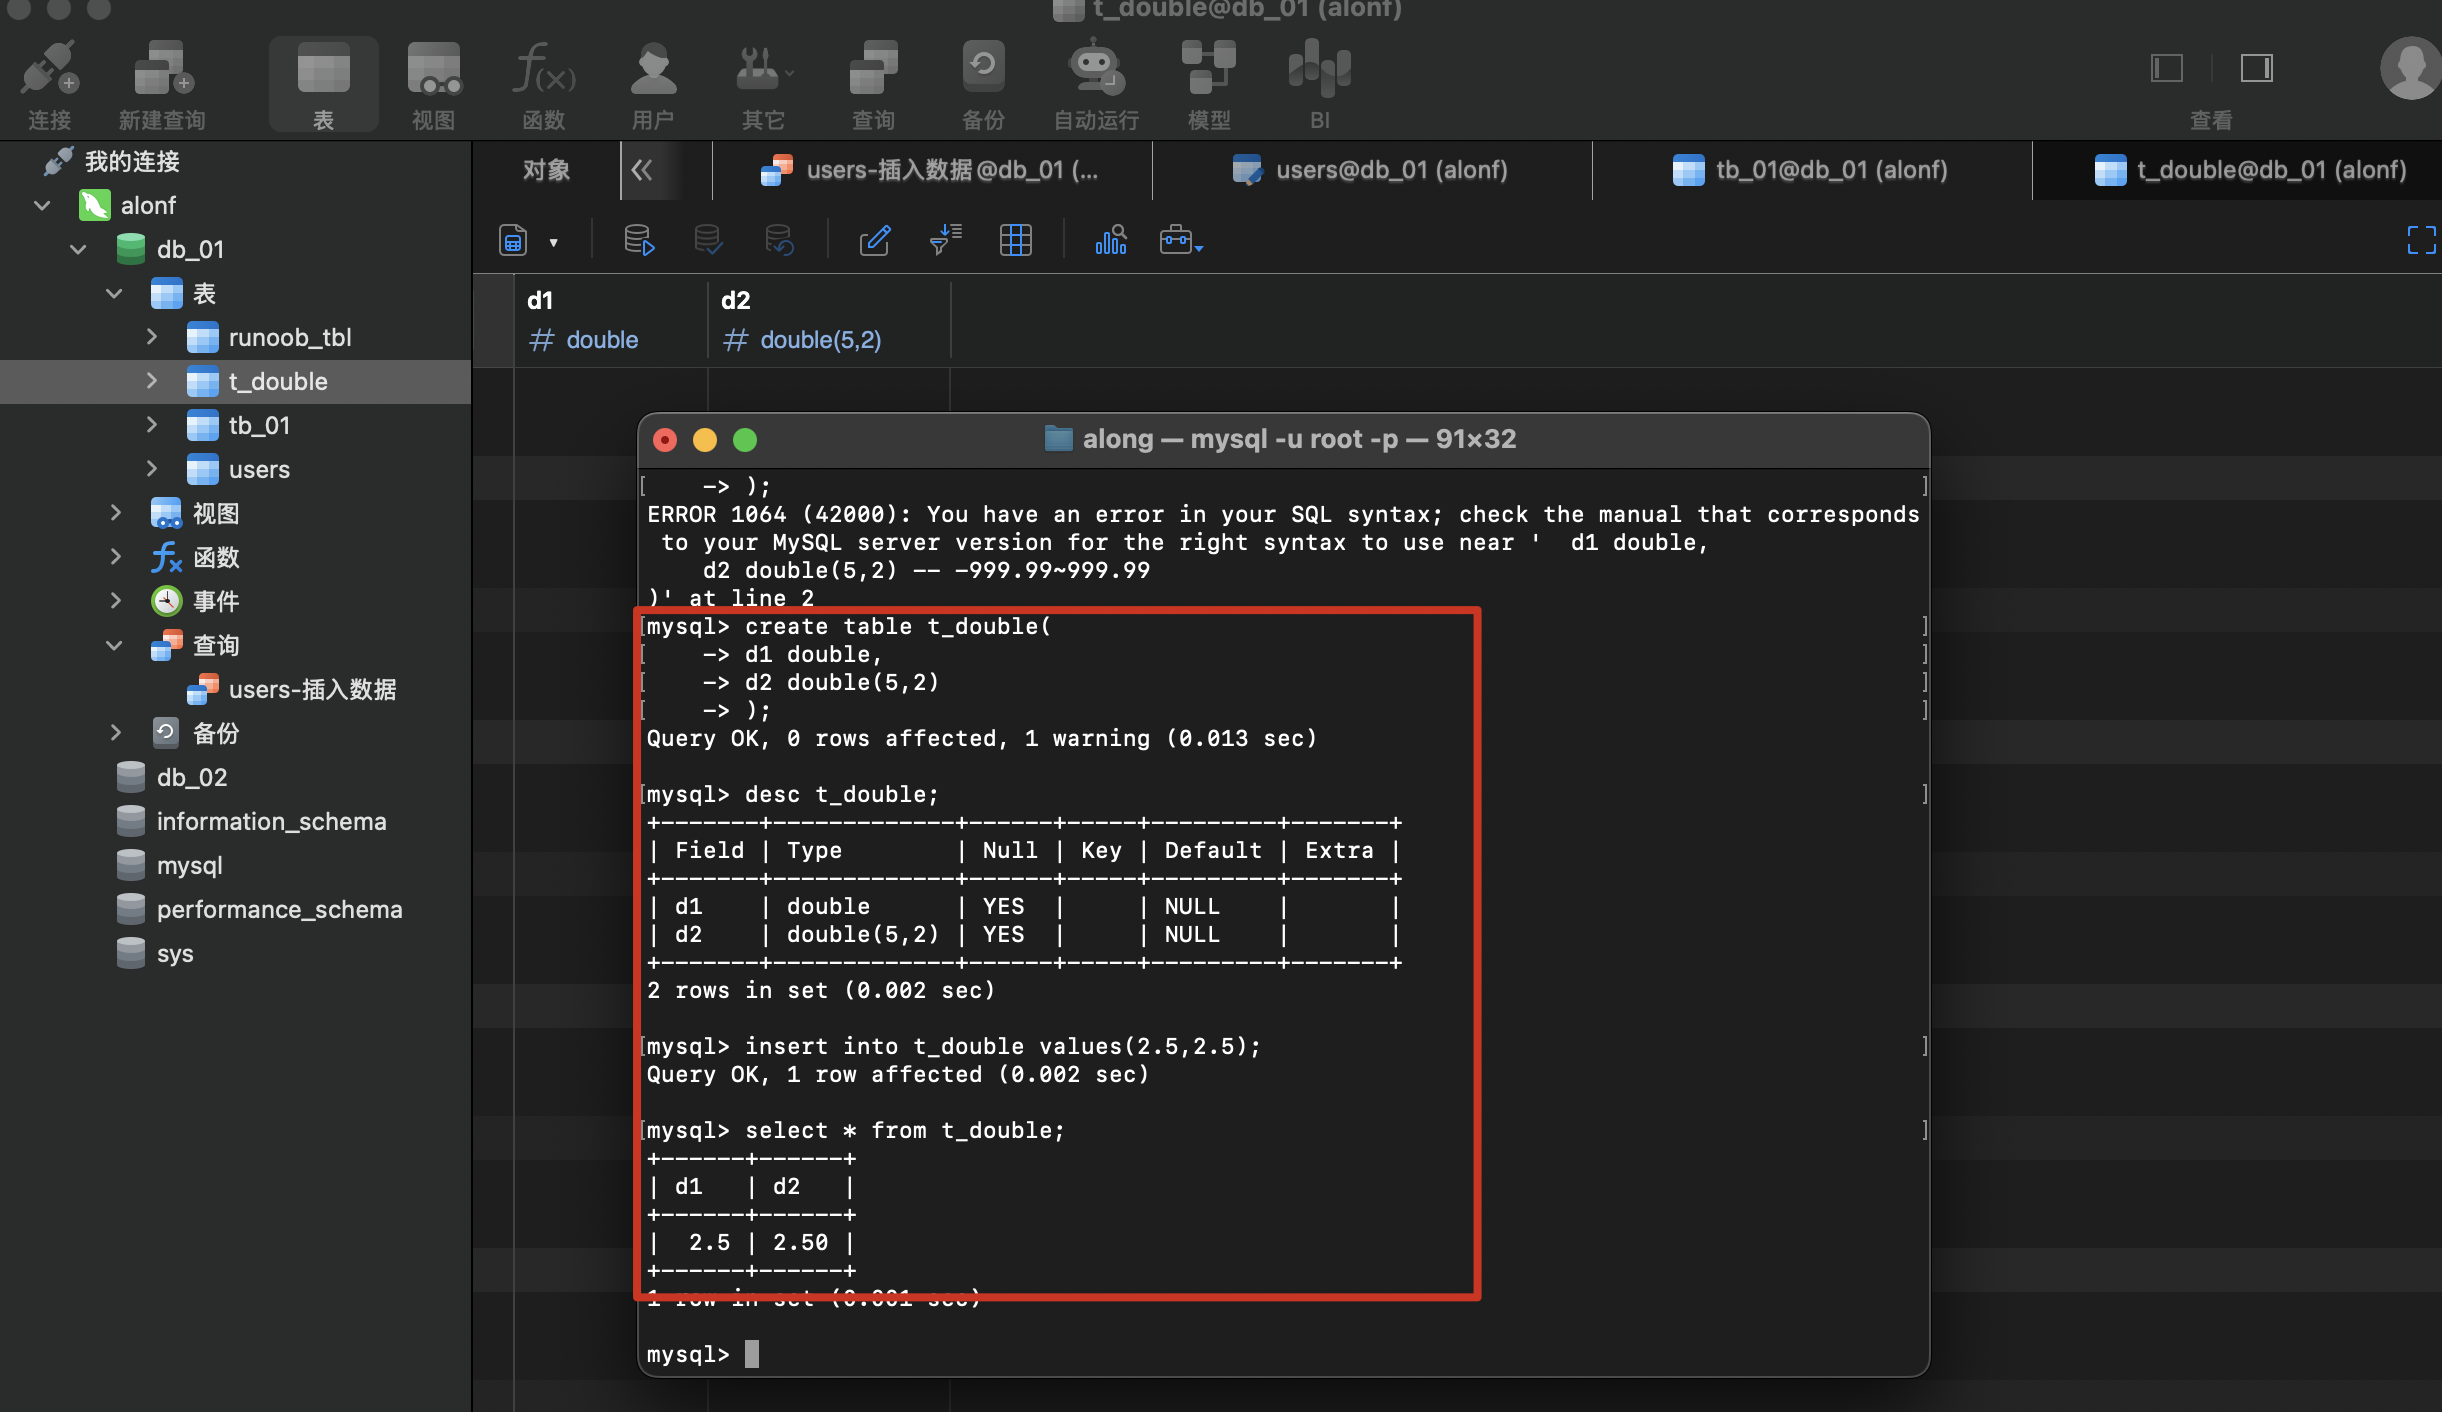 t_double@db_01 (alonf)
连接
新建查询
表
视图
函数
用户
其它
查询
备份
自动运行
模型
BI
查看
我的连接
alonf
db_01
表
runoob_tbl
t_double
tb_01
users
视图
函数
事件
查询
users-插入数据
备份
db_02
information_schema
mysql
performance_schema
sys
对象
users-插入数据@db_01 (...
users@db_01 (alonf)
tb_01@db_01 (alonf)
t_double@db_01 (alonf)
d1
# double
d2
# double(5,2)
along — mysql -u root -p — 91×32
[    -> );                                                                                 ]
ERROR 1064 (42000): You have an error in your SQL syntax; check the manual that corresponds
 to your MySQL server version for the right syntax to use near '  d1 double,
    d2 double(5,2) -- -999.99~999.99
)' at line 2
[mysql> create table t_double(                                                             ]
[    -> d1 double,                                                                         ]
[    -> d2 double(5,2)                                                                     ]
[    -> );                                                                                 ]
Query OK, 0 rows affected, 1 warning (0.013 sec)
[mysql> desc t_double;                                                                     ]
+-------+-------------+------+-----+---------+-------+
| Field | Type        | Null | Key | Default | Extra |
+-------+-------------+------+-----+---------+-------+
| d1    | double      | YES  |     | NULL    |       |
| d2    | double(5,2) | YES  |     | NULL    |       |
+-------+-------------+------+-----+---------+-------+
2 rows in set (0.002 sec)
[mysql> insert into t_double values(2.5,2.5);                                              ]
Query OK, 1 row affected (0.002 sec)
[mysql> select * from t_double;                                                            ]
+------+------+
| d1   | d2   |
+------+------+
|  2.5 | 2.50 |
+------+------+
1 row in set (0.001 sec)
mysql>